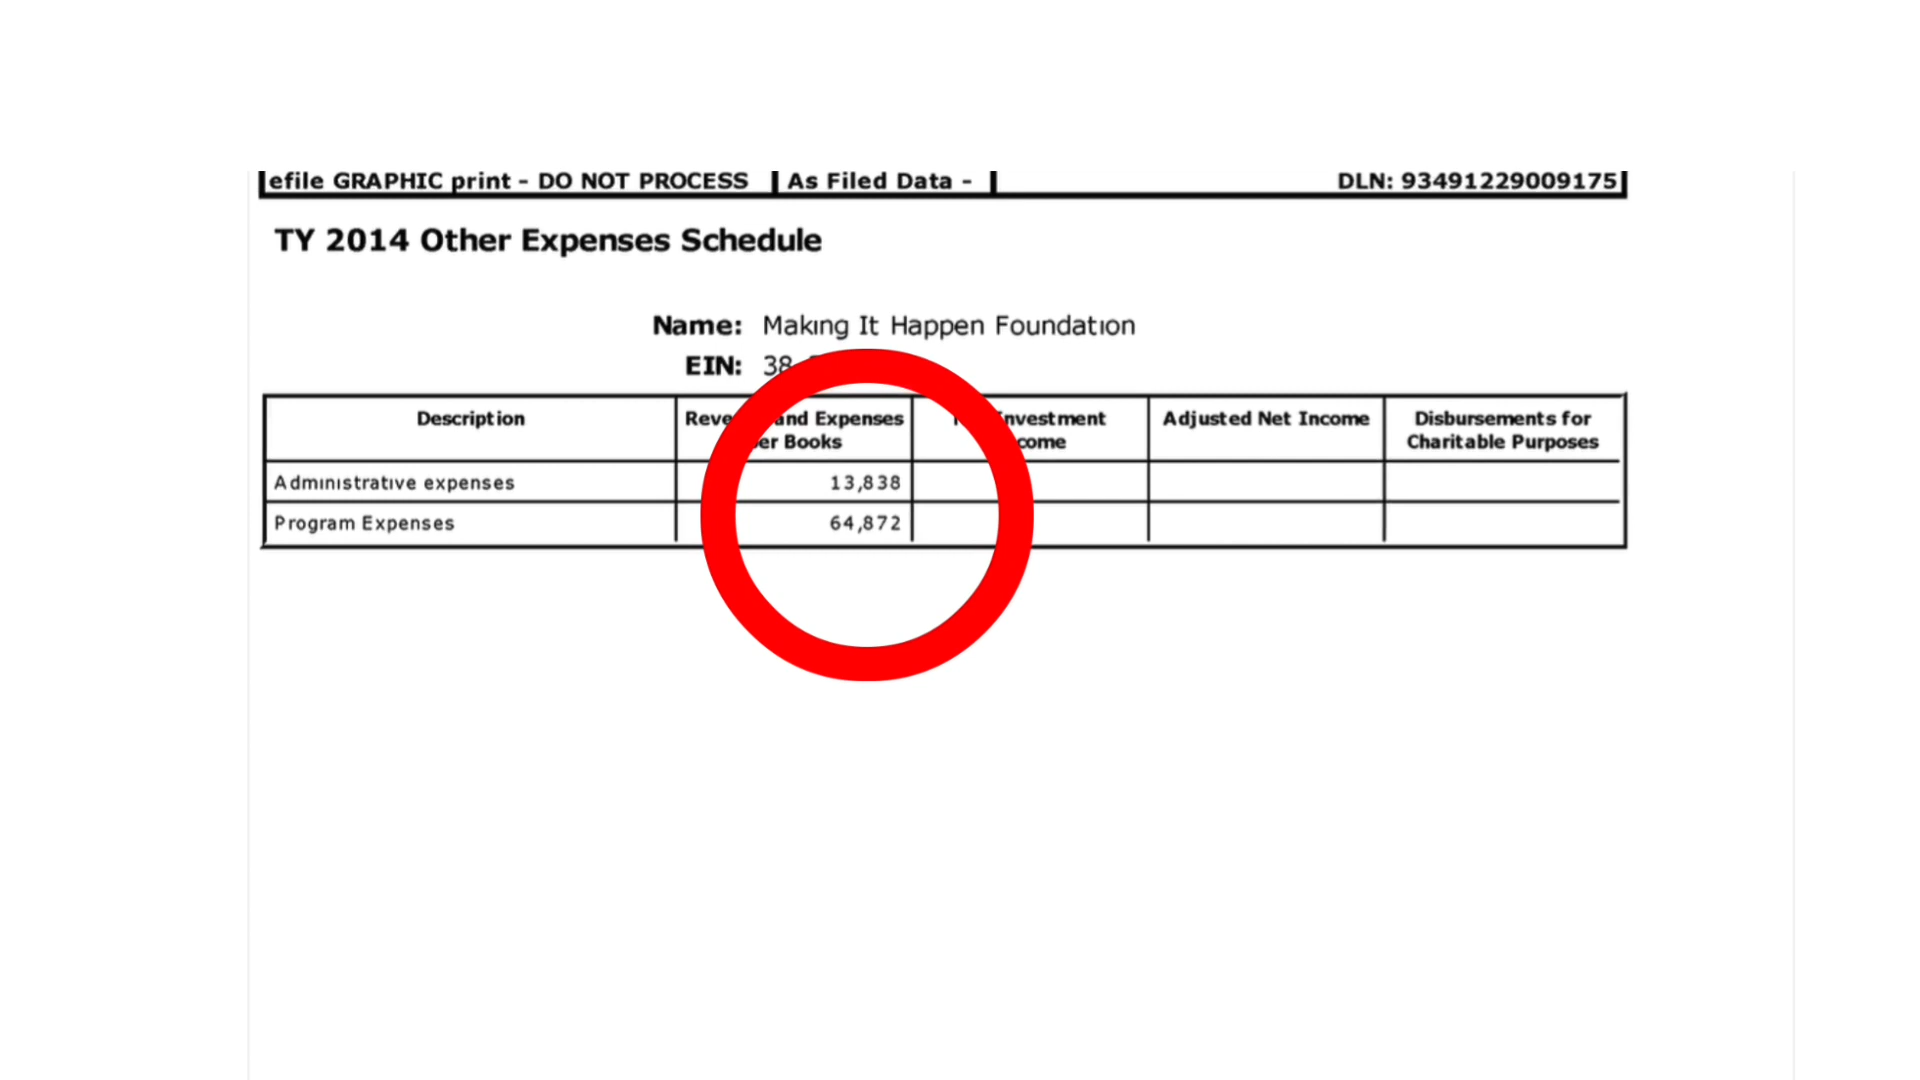 efile GRAPHIC print - DO NOT PROCESS As Filed Data - DLN: 93491229009175
TY 2014 Other Expenses Schedule
Name: Making It Happen Foundation
EIN: 38
Description and Expenses Adjusted Net Income Disbursements for
Books Charitable Purposes
Administrative expenses 13,838
Program Expenses 64,872